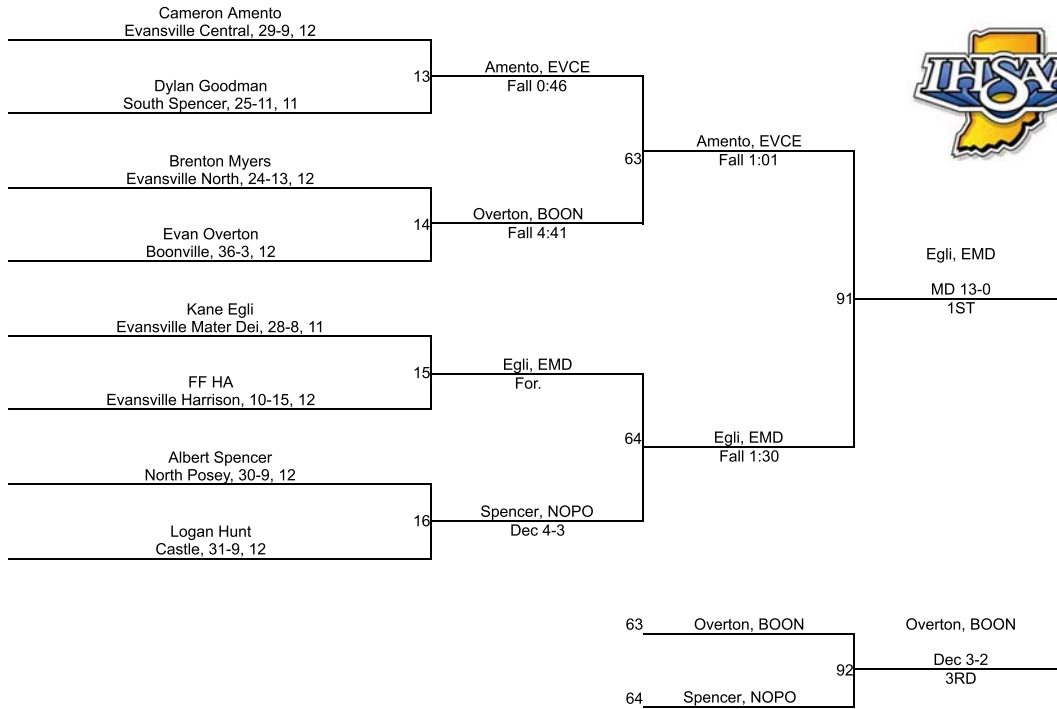 Cameron Amento
Evansville Central, 29-9, 12
13
Amento, EVCE
Fall 0:46
Dylan Goodman
South Spencer, 25-11, 11
63
Amento, EVCE
Fall 1:01
Brenton Myers
Evansville North, 24-13, 12
14
Overton, BOON
Fall 4:41
Evan Overton
Boonville, 36-3, 12
91
Egli, EMD
MD 13-0
1ST
Kane Egli
Evansville Mater Dei, 28-8, 11
15
Egli, EMD
For.
FF HA
Evansville Harrison, 10-15, 12
64
Egli, EMD
Fall 1:30
Albert Spencer
North Posey, 30-9, 12
16
Spencer, NOPO
Dec 4-3
Logan Hunt
Castle, 31-9, 12
63
Overton, BOON
92
Overton, BOON
Dec 3-2
3RD
64
Spencer, NOPO
IHSAA